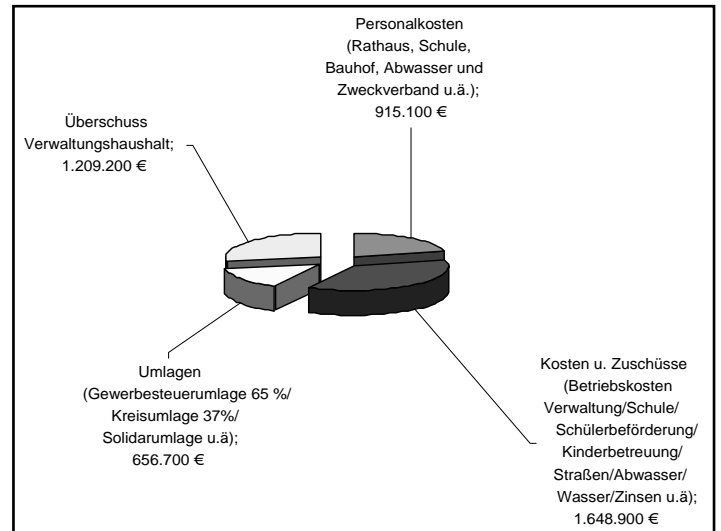 Personalkosten
(Rathaus, Schule,
Bauhof, Abwasser und
Zweckverband u.ä.);
915.100 €
Überschuss
Verwaltungshaushalt;
1.209.200 €
Umlagen
(Gewerbesteuerumlage 65 %/
Kreisumlage 37%/
Solidarumlage u.ä);
656.700 €
Kosten u. Zuschüsse
(Betriebskosten
Verwaltung/Schule/
Schülerbeförderung/
Kinderbetreuung/
Straßen/Abwasser/
Wasser/Zinsen u.ä);
1.648.900 €